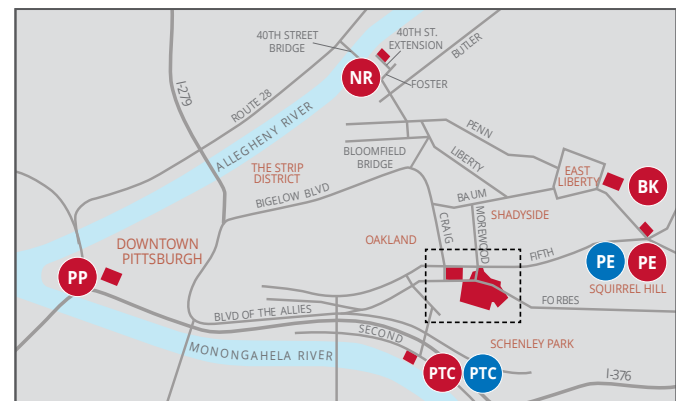 40TH STREET
BRIDGE
40TH ST.
EXTENSION
BUTLER
NR
FOSTER
I-279
ROUTE 28
ALLEGHENY RIVER
PENN
BLOOMFIELD
BRIDGE
LIBERTY
THE STRIP
DISTRICT
EAST
LIBERTY
BK
BIGELOW BLVD
BAUM
CRAIG
MOREWOOD
SHADYSIDE
OAKLAND
DOWNTOWN
PITTSBURGH
FIFTH
PE
PE
PP
SQUIRREL HILL
FORBES
BLVD OF THE ALLIES
SECOND
SCHENLEY PARK
MONONGAHELA RIVER
PTC
PTC
I-376